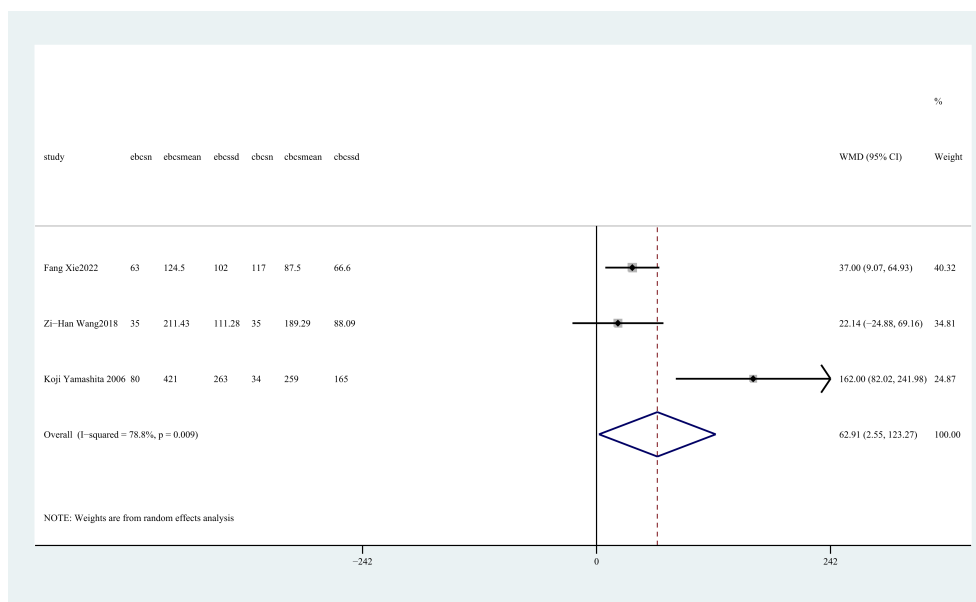 %
study ebcsn ebcsmean ebcssd cbcsn cbcsmean cbcssd WMD (95% CI) Weight
Fang Xie2022 63 124.5 102 117 87.5 66.6 37.00 (9.07, 64.93) 40.32
Zi−Han Wang2018 35 211.43 111.28 35 189.29 88.09 22.14 (−24.88, 69.16) 34.81
Koji Yamashita 2006 80 421 263 34 259 165 162.00 (82.02, 241.98) 24.87
Overall (I−squared = 78.8%, p = 0.009) 62.91 (2.55, 123.27) 100.00
NOTE: Weights are from random effects analysis
−242 0 242